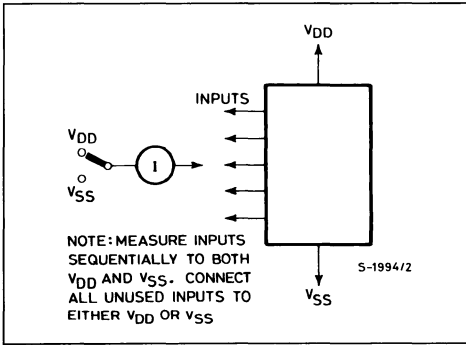 VDD
INPUTS
VDD
I
VSS
NOTE: MEASURE INPUTS
SEQUENTIALLY TO BOTH
VDD AND VSS. CONNECT
ALL UNUSED INPUTS TO
EITHER VDD OR VSS
S-1994/2
VSS